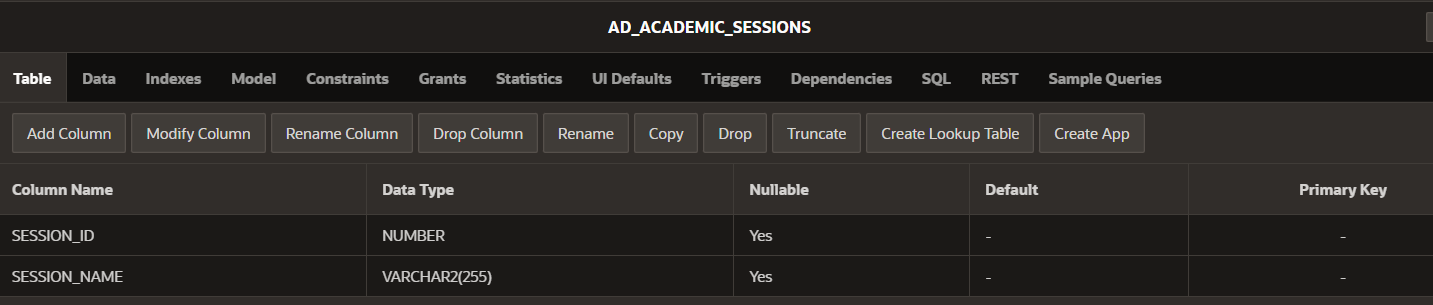 AD_ACADEMIC_SESSIONS
Table Data Indexes Model Constraints Grants Statistics UI Defaults Triggers Dependencies SQL REST Sample Queries
Add Column Modify Column Rename Column Drop Column Rename Copy Drop Truncate Create Lookup Table Create App
Column Name Data Type Nullable Default Primary Key
SESSION_ID NUMBER Yes - -
SESSION_NAME VARCHAR2(255) Yes - -